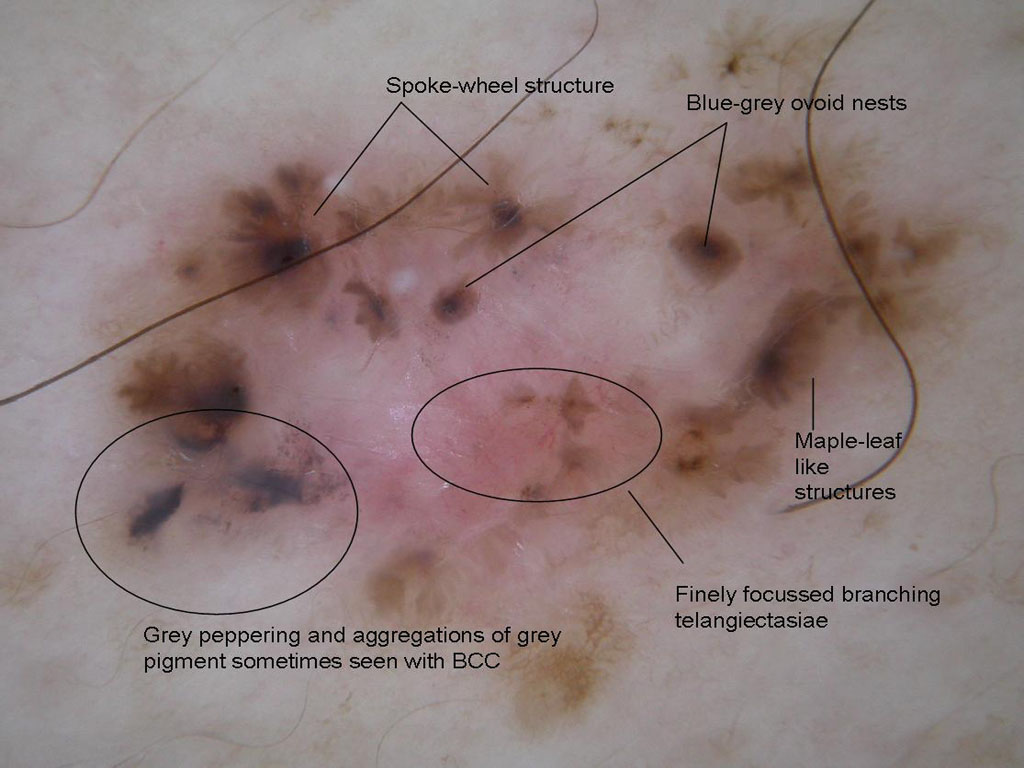 Spoke-wheel structure
Blue-grey ovoid nests
Maple-leaf
like
structures
Finely focussed branching
telangiectasiae
Grey peppering and aggregations of grey
pigment sometimes seen with BCC